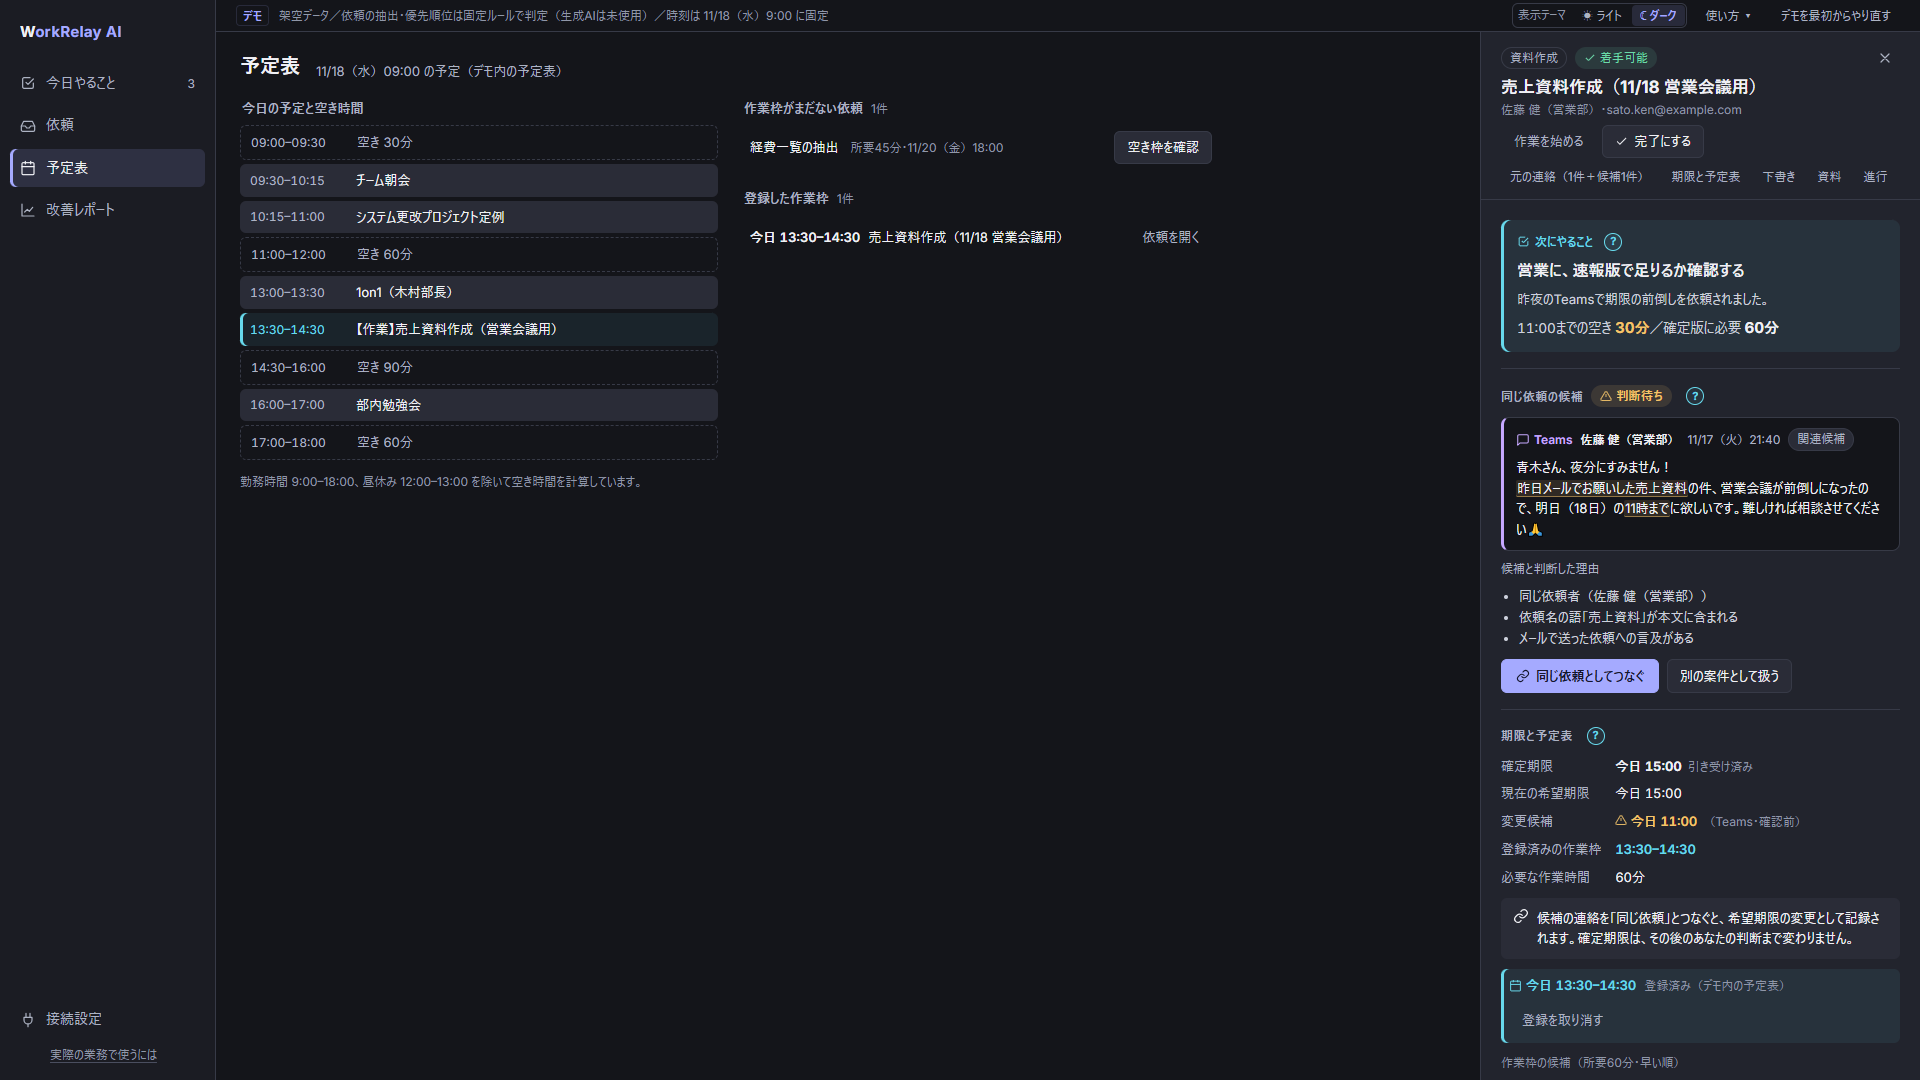 WorkRelay AI
今日やること 3
依頼
予定表
改善レポート
接続設定
実際の業務で使うには
デモ 架空データ／依頼の抽出・優先順位は固定ルールで判定（生成AIは未使用）／時刻は 11/18（水）9:00 に固定
表示テーマ ライト ダーク 使い方 ▾ デモを最初からやり直す
予定表 11/18（水）09:00 の予定（デモ内の予定表）
今日の予定と空き時間
09:00–09:30 空き 30分
09:30–10:15 チーム朝会
10:15–11:00 システム更改プロジェクト定例
11:00–12:00 空き 60分
13:00–13:30 1on1（木村部長）
13:30–14:30 【作業】売上資料作成（営業会議用）
14:30–16:00 空き 90分
16:00–17:00 部内勉強会
17:00–18:00 空き 60分
勤務時間 9:00–18:00、昼休み 12:00–13:00 を除いて空き時間を計算しています。
作業枠がまだない依頼 1件
経費一覧の抽出 所要45分・11/20（金）18:00 空き枠を確認
登録した作業枠 1件
今日 13:30–14:30 売上資料作成（11/18 営業会議用） 依頼を開く
資料作成 着手可能
売上資料作成（11/18 営業会議用）
佐藤 健（営業部）・sato.ken@example.com
作業を始める 完了にする
元の連絡（1件＋候補1件） 期限と予定表 下書き 資料 進行
次にやること ?
営業に、速報版で足りるか確認する
昨夜のTeamsで期限の前倒しを依頼されました。
11:00までの空き 30分／確定版に必要 60分
同じ依頼の候補 判断待ち ?
Teams 佐藤 健（営業部） 11/17（火）21:40 関連候補
青木さん、夜分にすみません！
昨日メールでお願いした売上資料の件、営業会議が前倒しになったの
で、明日（18日）の11時までに欲しいです。難しければ相談させてくださ
い🙏
候補と判断した理由
• 同じ依頼者（佐藤 健（営業部））
• 依頼名の語「売上資料」が本文に含まれる
• メールで送った依頼への言及がある
同じ依頼としてつなぐ 別の案件として扱う
期限と予定表 ?
確定期限 今日 15:00 引き受け済み
現在の希望期限 今日 15:00
変更候補 今日 11:00 （Teams・確認前）
登録済みの作業枠 13:30–14:30
必要な作業時間 60分
候補の連絡を「同じ依頼」とつなぐと、希望期限の変更として記録さ
れます。確定期限は、その後のあなたの判断まで変わりません。
今日 13:30–14:30 登録済み（デモ内の予定表）
登録を取り消す
作業枠の候補（所要60分・早い順）